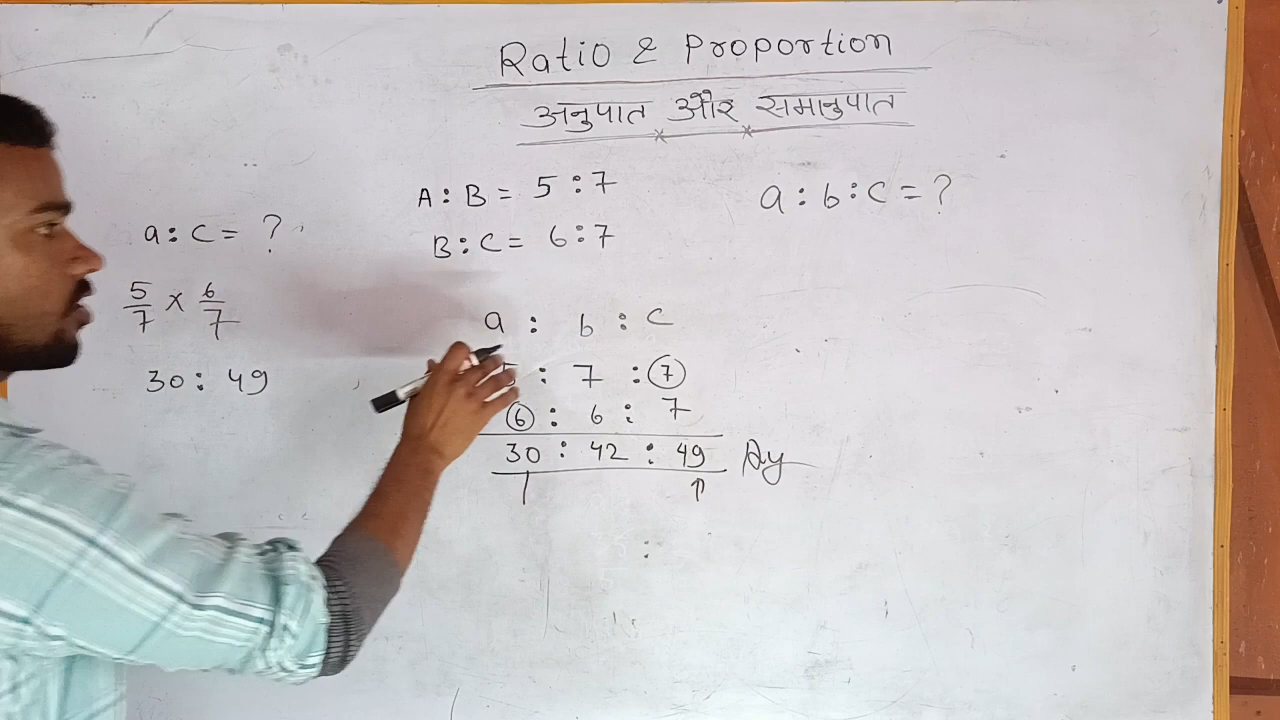 Ratio & Proportion
अनुपात और समानुपात
A : B = 5 : 7
B : C = 6 : 7
a : b : c = ?
a : c = ?
5/7 × 6/7
30 : 49
a : b : c
: 7 : 7
6 : 6 : 7
30 : 42 : 49